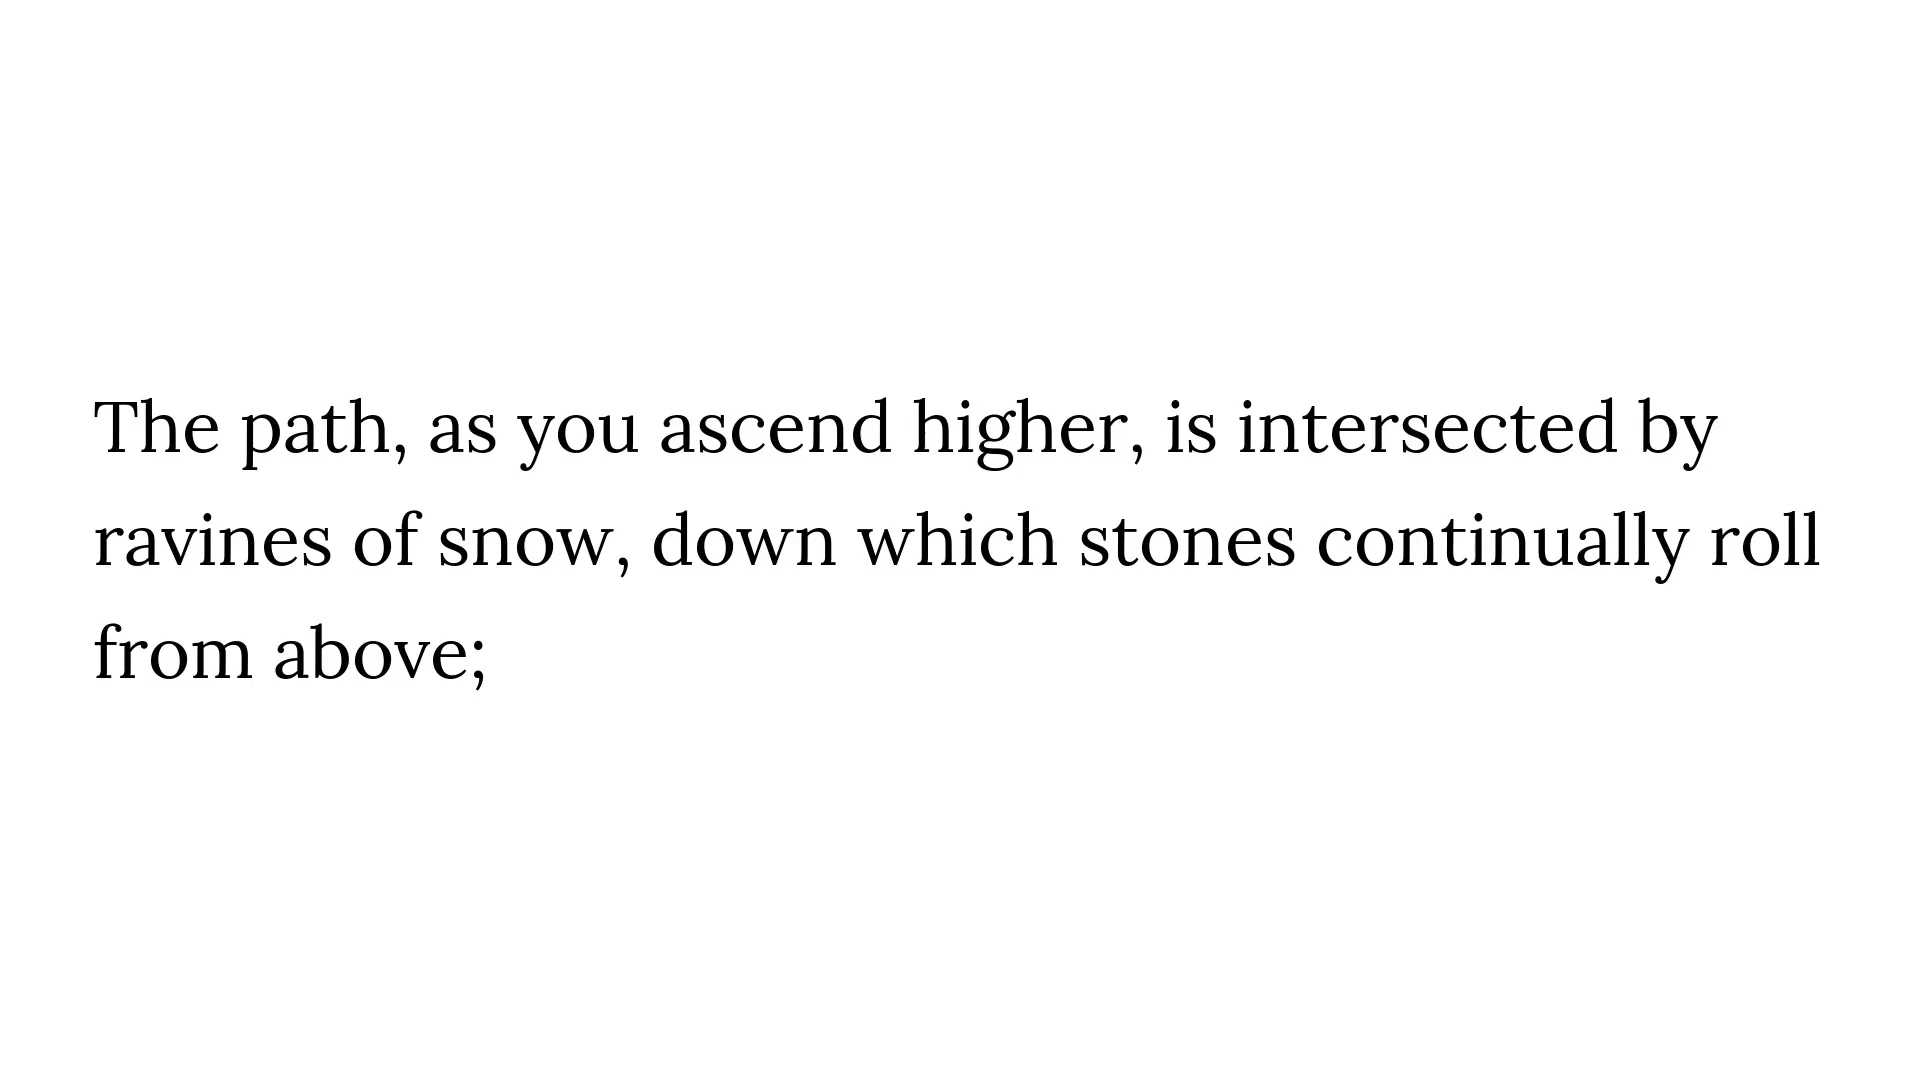 The path, as you ascend higher, is intersected by
ravines of snow, down which stones continually roll
from above;